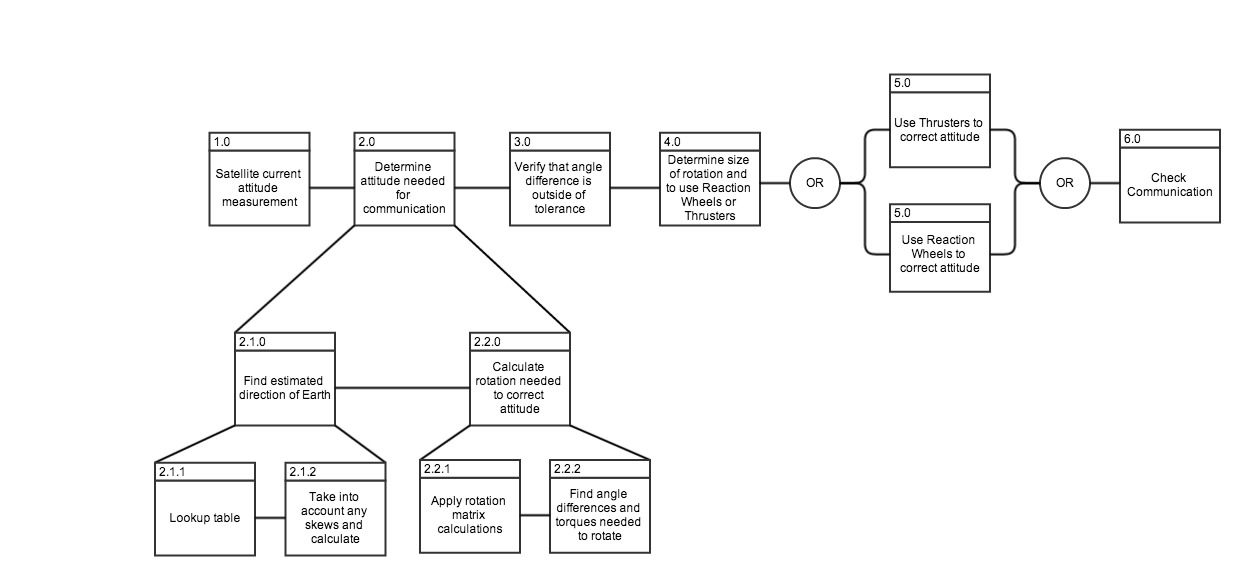 1.0
Satellite current
attitude
measurement
2.0
Determine
attitude needed
for
communication
3.0
Verify that angle
difference is
outside of
tolerance
4.0
Determine size
of rotation and
to use Reaction
Wheels or
Thrusters
OR
5.0
Use Thrusters to
correct attitude
5.0
Use Reaction
Wheels to
correct attitude
OR
6.0
Check
Communication
2.1.0
Find estimated
direction of Earth
2.2.0
Calculate
rotation needed
to correct
attitude
2.1.1
Lookup table
2.1.2
Take into
account any
skews and
calculate
2.2.1
Apply rotation
matrix
calculations
2.2.2
Find angle
differences and
torques needed
to rotate